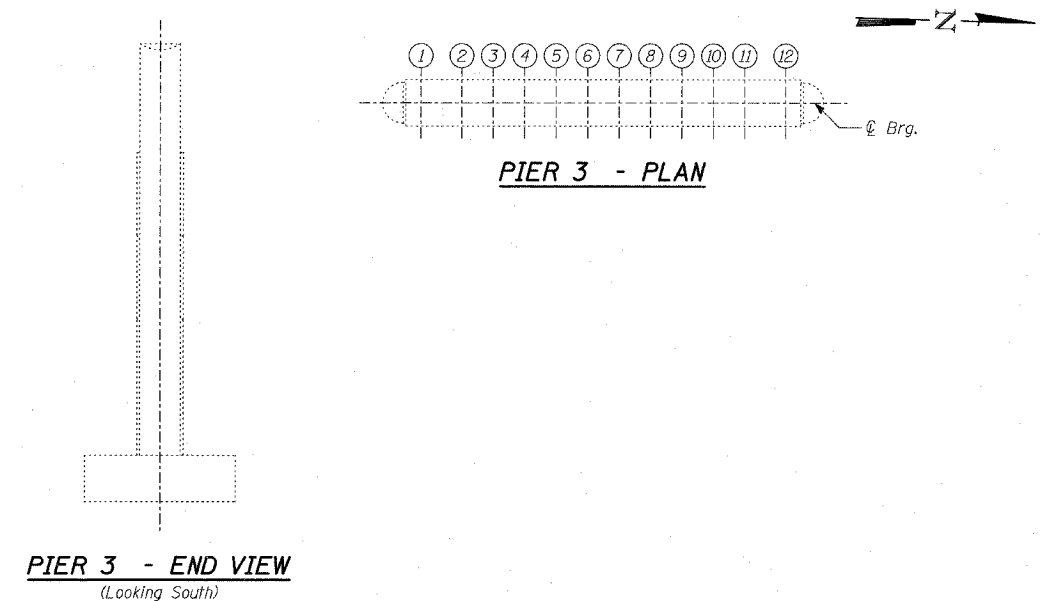 Z
1 2 3 4 5 6 7 8 9 10 11 12
℄ Brg.
PIER 3 - PLAN
PIER 3 - END VIEW
(Looking South)